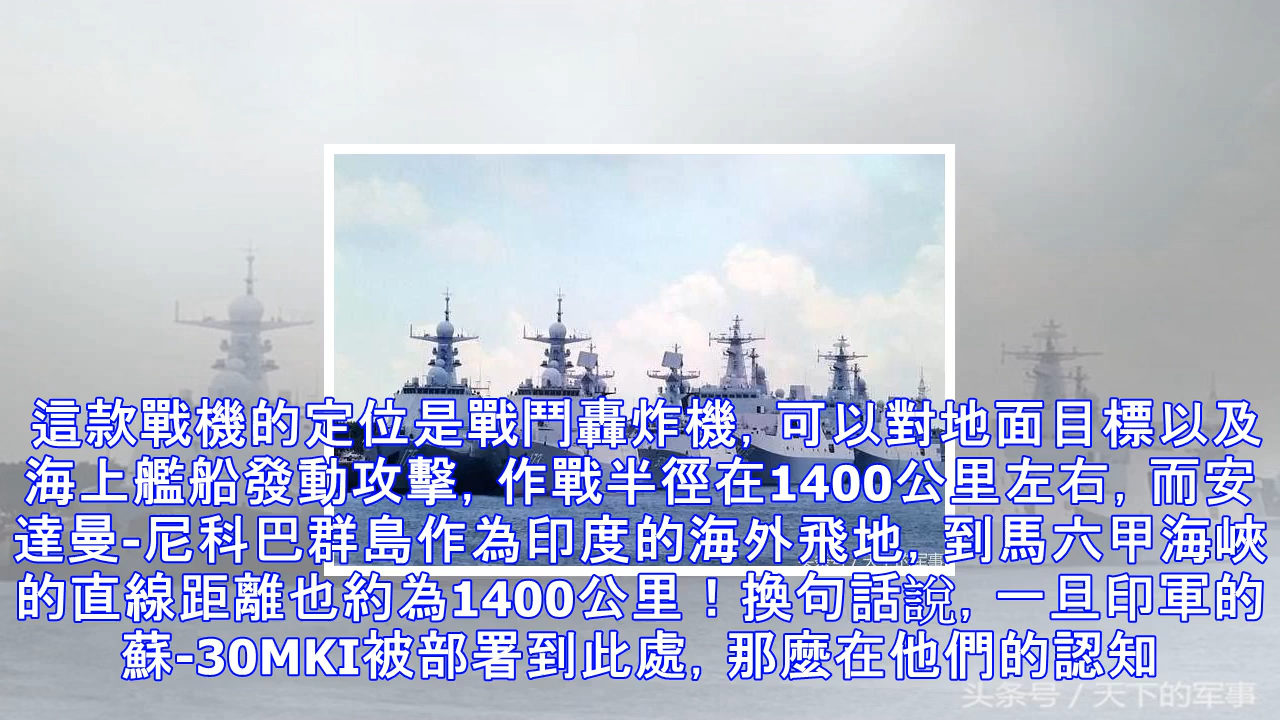 這款戰機的定位是戰鬥轟炸機, 可以對地面目標以及
海上艦船發動攻擊, 作戰半徑在1400公里左右, 而安
達曼-尼科巴群島作為印度的海外飛地, 到馬六甲海峽
的直線距離也約為1400公里！換句話說, 一旦印軍的
蘇-30MKI被部署到此處, 那麼在他們的認知
头条号 / 天下的军事